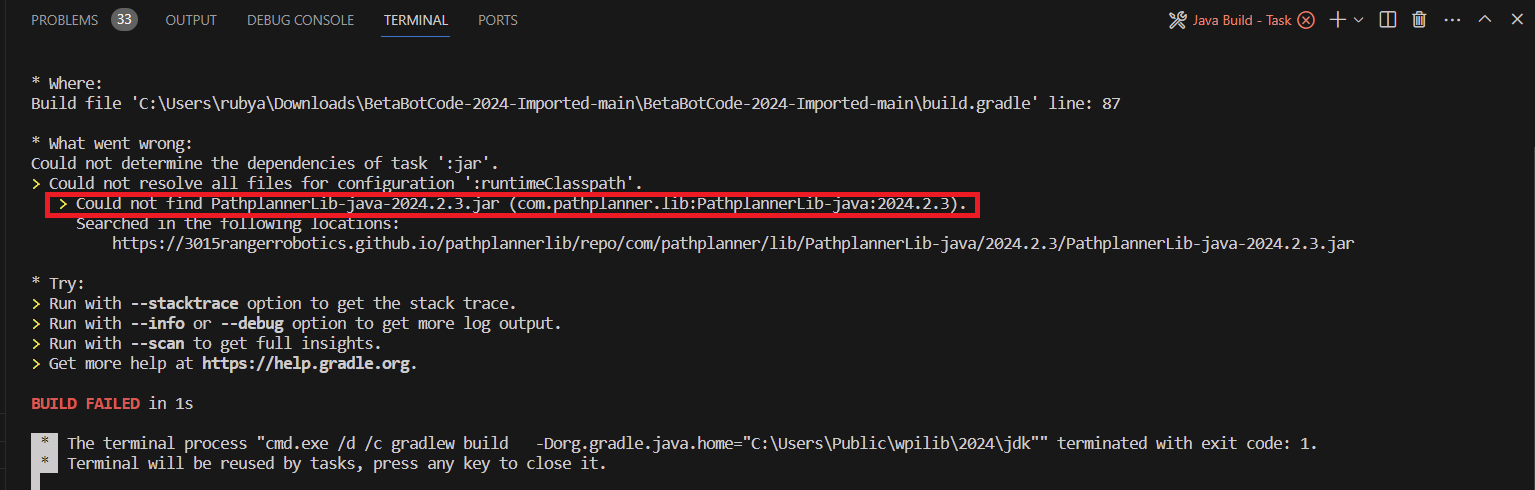 PROBLEMS 33 OUTPUT DEBUG CONSOLE TERMINAL PORTS Java Build - Task
* Where:
Build file 'C:\Users\rubya\Downloads\BetaBotCode-2024-Imported-main\BetaBotCode-2024-Imported-main\build.gradle' line: 87
* What went wrong:
Could not determine the dependencies of task ':jar'.
> Could not resolve all files for configuration ':runtimeClasspath'.
> Could not find PathplannerLib-java-2024.2.3.jar (com.pathplanner.lib:PathplannerLib-java:2024.2.3).
Searched in the following locations:
https://3015rangerrobotics.github.io/pathplannerlib/repo/com/pathplanner/lib/PathplannerLib-java/2024.2.3/PathplannerLib-java-2024.2.3.jar
* Try:
> Run with --stacktrace option to get the stack trace.
> Run with --info or --debug option to get more log output.
> Run with --scan to get full insights.
> Get more help at https://help.gradle.org.
BUILD FAILED in 1s
* The terminal process "cmd.exe /d /c gradlew build  -Dorg.gradle.java.home="C:\Users\Public\wpilib\2024\jdk"" terminated with exit code: 1.
* Terminal will be reused by tasks, press any key to close it.